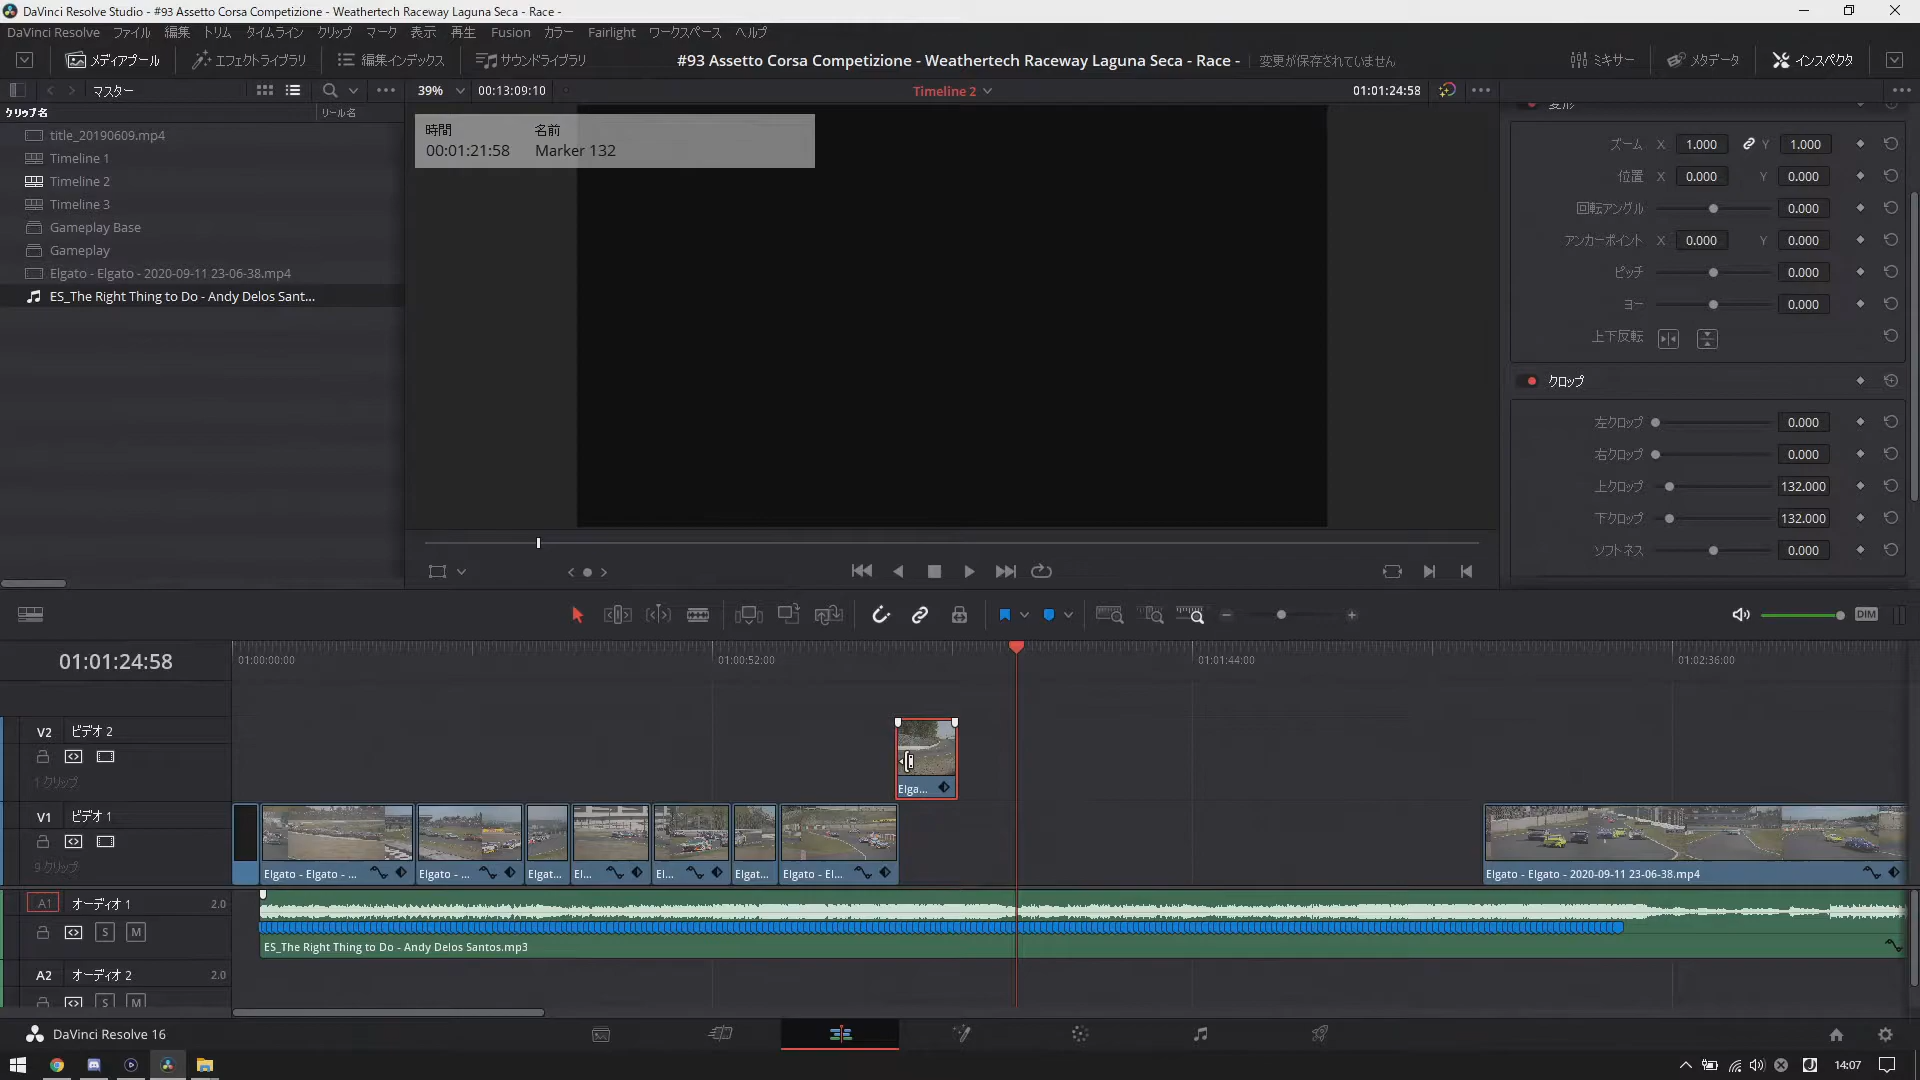 DaVinci Resolve Studio - #93 Assetto Corsa Competizione - Weathertech Raceway Laguna Seca - Race -
DaVinci Resolve ファイル 編集 トリム タイムライン クリップ マーク 表示 再生 Fusion カラー Fairlight ワークスペース ヘルプ
メディアプール エフェクトライブラリ 編集インデックス サウンドライブラリ #93 Assetto Corsa Competizione - Weathertech Raceway Laguna Seca - Race - 変更が保存されていません ミキサー メタデータ インスペクタ
マスター 39% 00:13:09:10 Timeline 2 01:01:24:58
クリップ名 リール名
変形
title_20190609.mp4
Timeline 1
Timeline 2
Timeline 3
Gameplay Base
Gameplay
Elgato - Elgato - 2020-09-11 23-06-38.mp4
ES_The Right Thing to Do - Andy Delos Sant...
時間 名前
00:01:21:58 Marker 132
ズーム X 1.000 Y 1.000
位置 X 0.000 Y 0.000
回転アングル 0.000
アンカーポイント X 0.000 Y 0.000
ピッチ 0.000
ヨー 0.000
上下反転
クロップ
左クロップ 0.000
右クロップ 0.000
上クロップ 132.000
下クロップ 132.000
ソフトネス 0.000
DIM
01:01:24:58
01:00:00:00 01:00:52:00 01:01:44:00 01:02:36:00
V2 ビデオ 2
1 クリップ
Elga...
V1 ビデオ 1
9 クリップ
Elgato - Elgato - ... Elgato - ... Elgat... El... El... Elgat... Elgato - El... Elgato - Elgato - 2020-09-11 23-06-38.mp4
A1 オーディオ 1 2.0
S M
ES_The Right Thing to Do - Andy Delos Santos.mp3
A2 オーディオ 2 2.0
S M
DaVinci Resolve 16
14:07